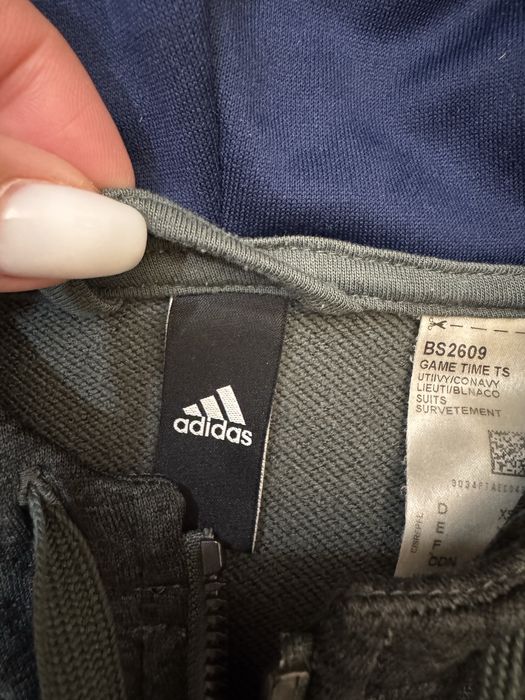 adidas
BS2609
GAME TIME TS
UTIIVY/CONAVY
LIEUTI/BLNACO
SUITS
SURVETEMENT
D
E
F